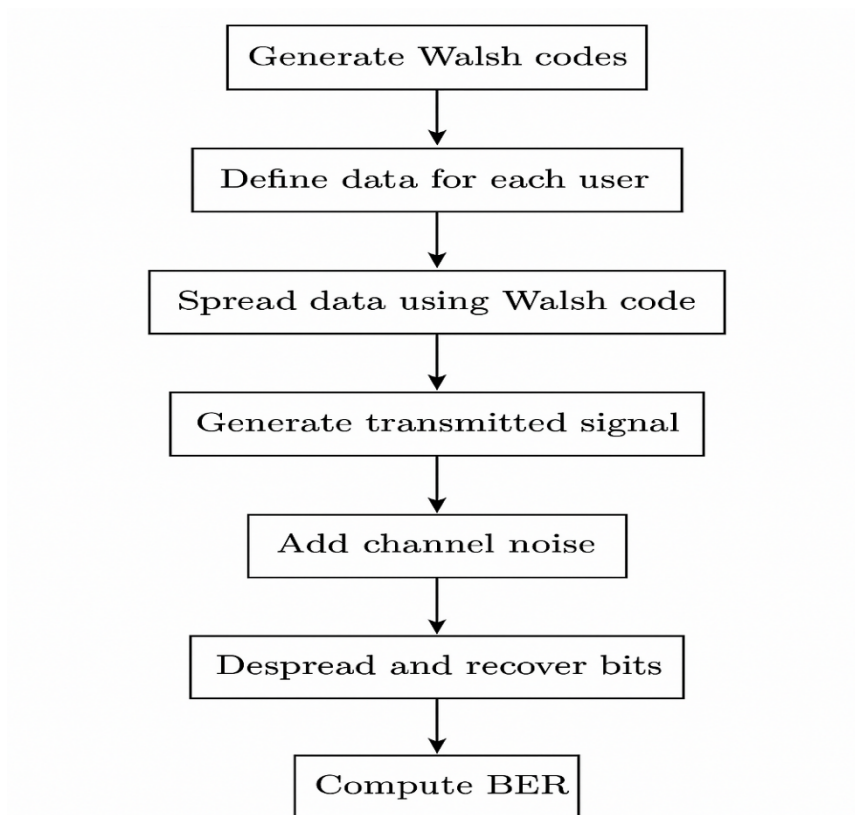 Generate Walsh codes
Define data for each user
Spread data using Walsh code
Generate transmitted signal
Add channel noise
Despread and recover bits
Compute BER